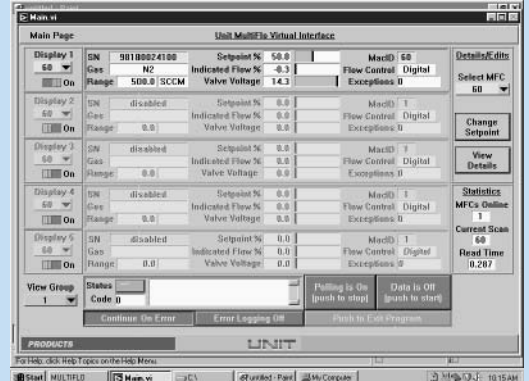 Main.vi
Main Page Unit MultiFlo Virtual Interface
Display 1 SN 98180024100 Setpoint % 50.0 MacID 60 Details/Edits
60 Gas N2 Indicated Flow % -0.3 Flow Control Digital Select MFC
On Range 500.0 SCCM Valve Voltage 14.3 Exceptions 0 60
Display 2 SN disabled Setpoint % 0.0 MacID 1
60 Gas Indicated Flow % 0.0 Flow Control Digital Change Setpoint
On Range 0.0 Valve Voltage 0.0 Exceptions 0
Display 3 SN disabled Setpoint % 0.0 MacID 1
60 Gas Indicated Flow % 0.0 Flow Control Digital View Details
On Range 0.0 Valve Voltage 0.0 Exceptions 0
Display 4 SN disabled Setpoint % 0.0 MacID 1 Statistics
60 Gas Indicated Flow % 0.0 Flow Control Digital MFCs Online
On Range 0.0 Valve Voltage 0.0 Exceptions 0 1
Display 5 SN disabled Setpoint % 0.0 MacID 1 Current Scan
60 Gas Indicated Flow % 0.0 Flow Control Digital 60
On Range 0.0 Valve Voltage 0.0 Exceptions 0 Read Time
0.287
View Group Status Polling is On Data is Off
1 Code 0 (push to stop) (push to start)
Continue On Error Error Logging Off Push to Exit Program
PRODUCTS UNIT
For Help, click Help Topics on the Help Menu.
Start MULTIFLO Main.vi C:\ untitled - Paint My Computer 10:15 AM